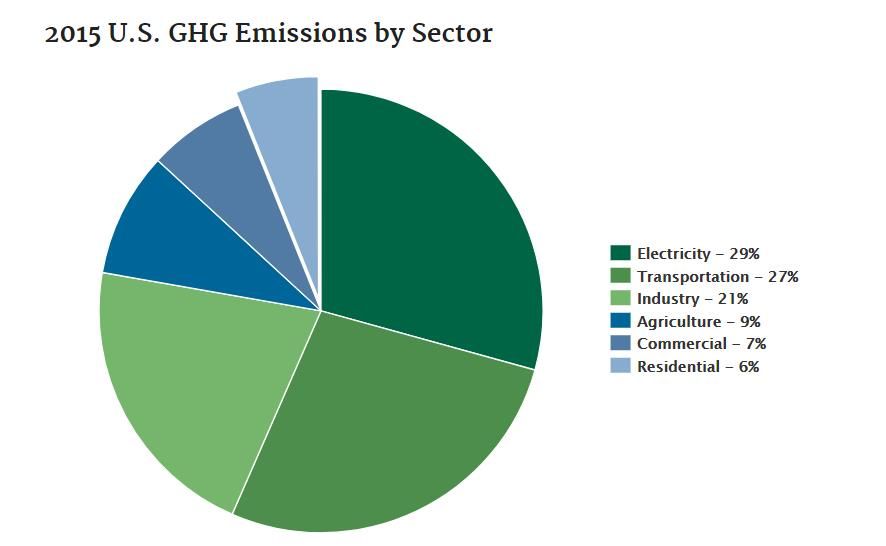 2015 U.S. GHG Emissions by Sector
Electricity – 29%
Transportation – 27%
Industry – 21%
Agriculture – 9%
Commercial – 7%
Residential – 6%